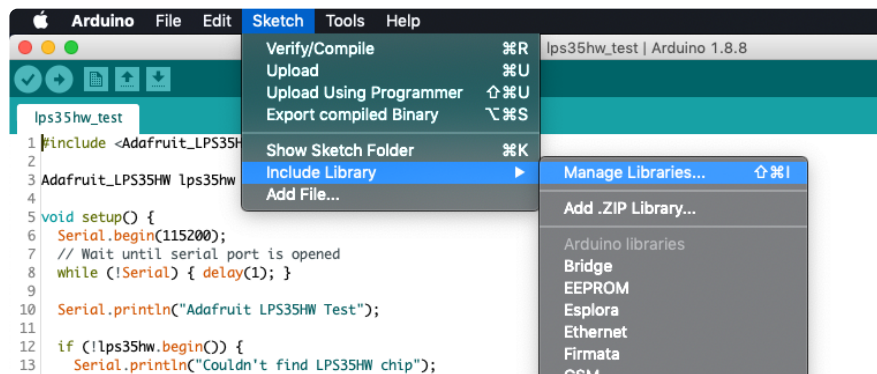 Arduino File Edit Sketch Tools Help
lps35hw_test | Arduino 1.8.8
Verify/Compile ⌘R
Upload ⌘U
Upload Using Programmer ⇧⌘U
Export compiled Binary ⌥⌘S
Show Sketch Folder ⌘K
Include Library ▶
Add File...
Manage Libraries... ⇧⌘I
Add .ZIP Library...
Arduino libraries
Bridge
EEPROM
Esplora
Ethernet
Firmata
GSM
lps35hw_test
1 #include <Adafruit_LPS35H
2
3 Adafruit_LPS35HW lps35hw
4
5 void setup() {
6 Serial.begin(115200);
7 // Wait until serial port is opened
8 while (!Serial) { delay(1); }
9
10 Serial.println("Adafruit LPS35HW Test");
11
12 if (!lps35hw.begin()) {
13 Serial.println("Couldn't find LPS35HW chip");